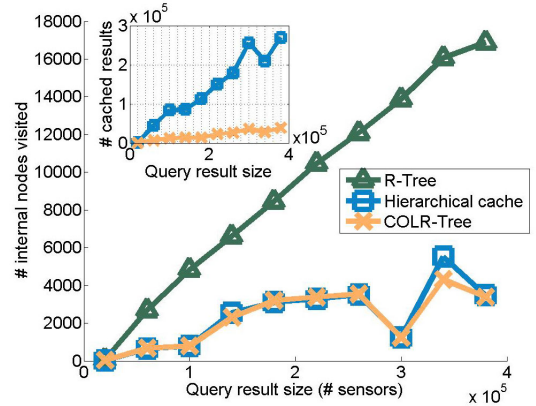 18000
16000
14000
12000
10000
8000
6000
4000
2000
0
# internal nodes visited
0
1
2
3
4
x 10^5
Query result size (# sensors)
x 10^5
3
2
1
0
# cached results
0
2
4
x 10^5
Query result size
R-Tree
Hierarchical cache
COLR-Tree